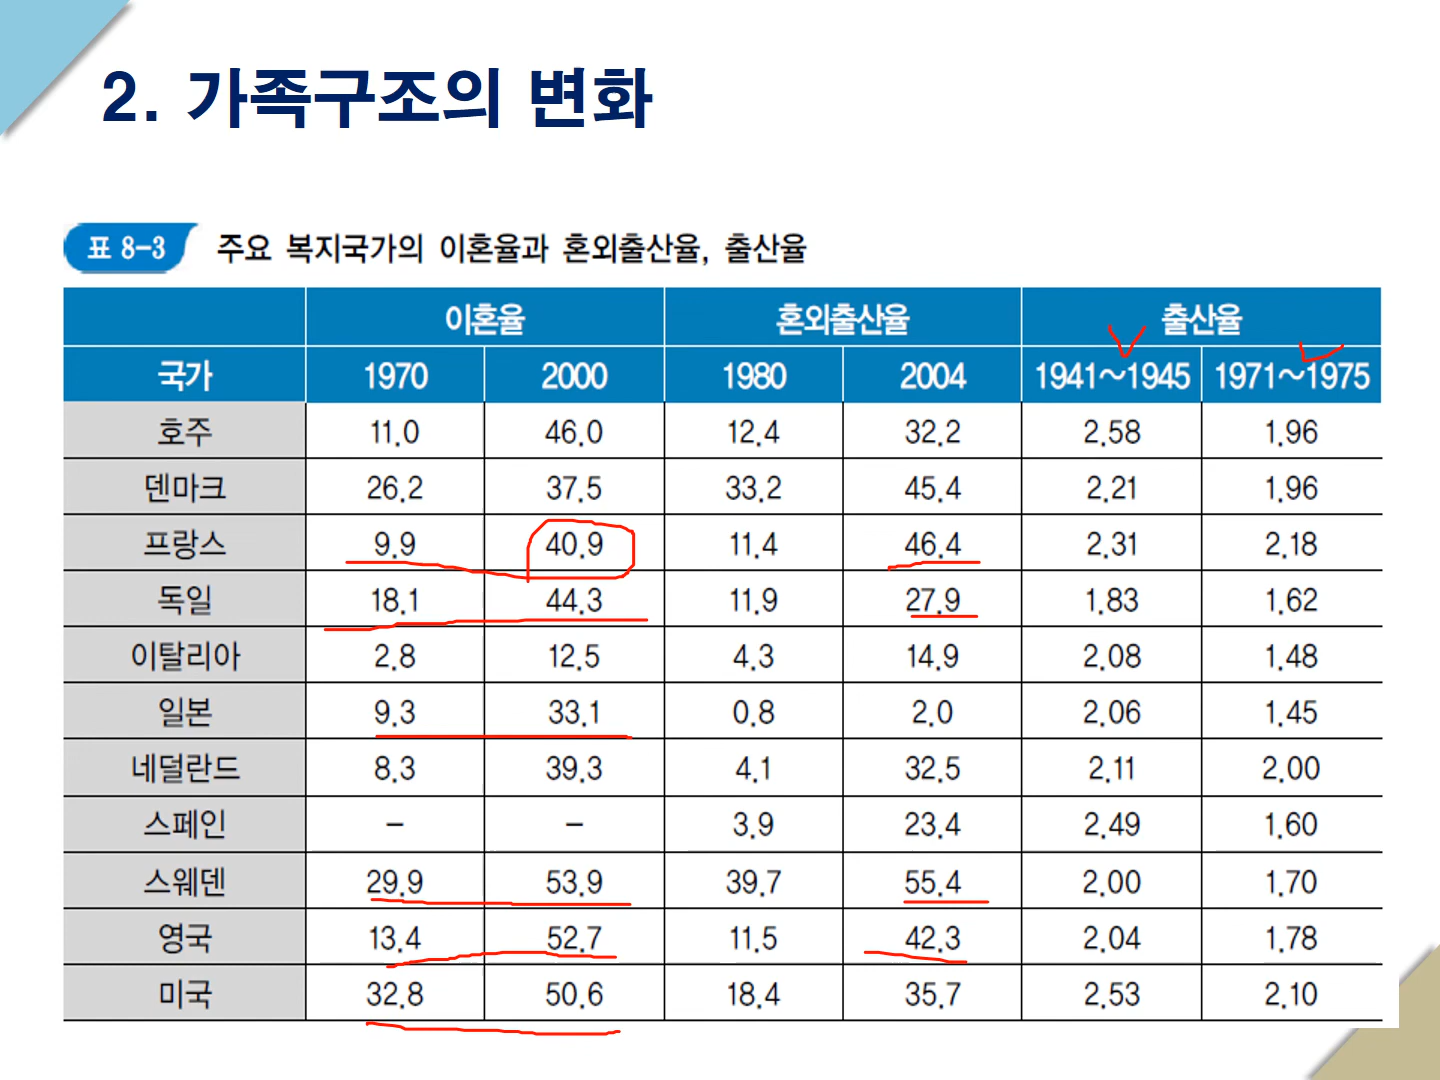 2. 가족구조의 변화
표 8-3 주요 복지국가의 이혼율과 혼외출산율, 출산율
이혼율 혼외출산율 출산율
국가 1970 2000 1980 2004 1941~1945 1971~1975
호주 11.0 46.0 12.4 32.2 2.58 1.96
덴마크 26.2 37.5 33.2 45.4 2.21 1.96
프랑스 9.9 40.9 11.4 46.4 2.31 2.18
독일 18.1 44.3 11.9 27.9 1.83 1.62
이탈리아 2.8 12.5 4.3 14.9 2.08 1.48
일본 9.3 33.1 0.8 2.0 2.06 1.45
네덜란드 8.3 39.3 4.1 32.5 2.11 2.00
스페인 – – 3.9 23.4 2.49 1.60
스웨덴 29.9 53.9 39.7 55.4 2.00 1.70
영국 13.4 52.7 11.5 42.3 2.04 1.78
미국 32.8 50.6 18.4 35.7 2.53 2.10